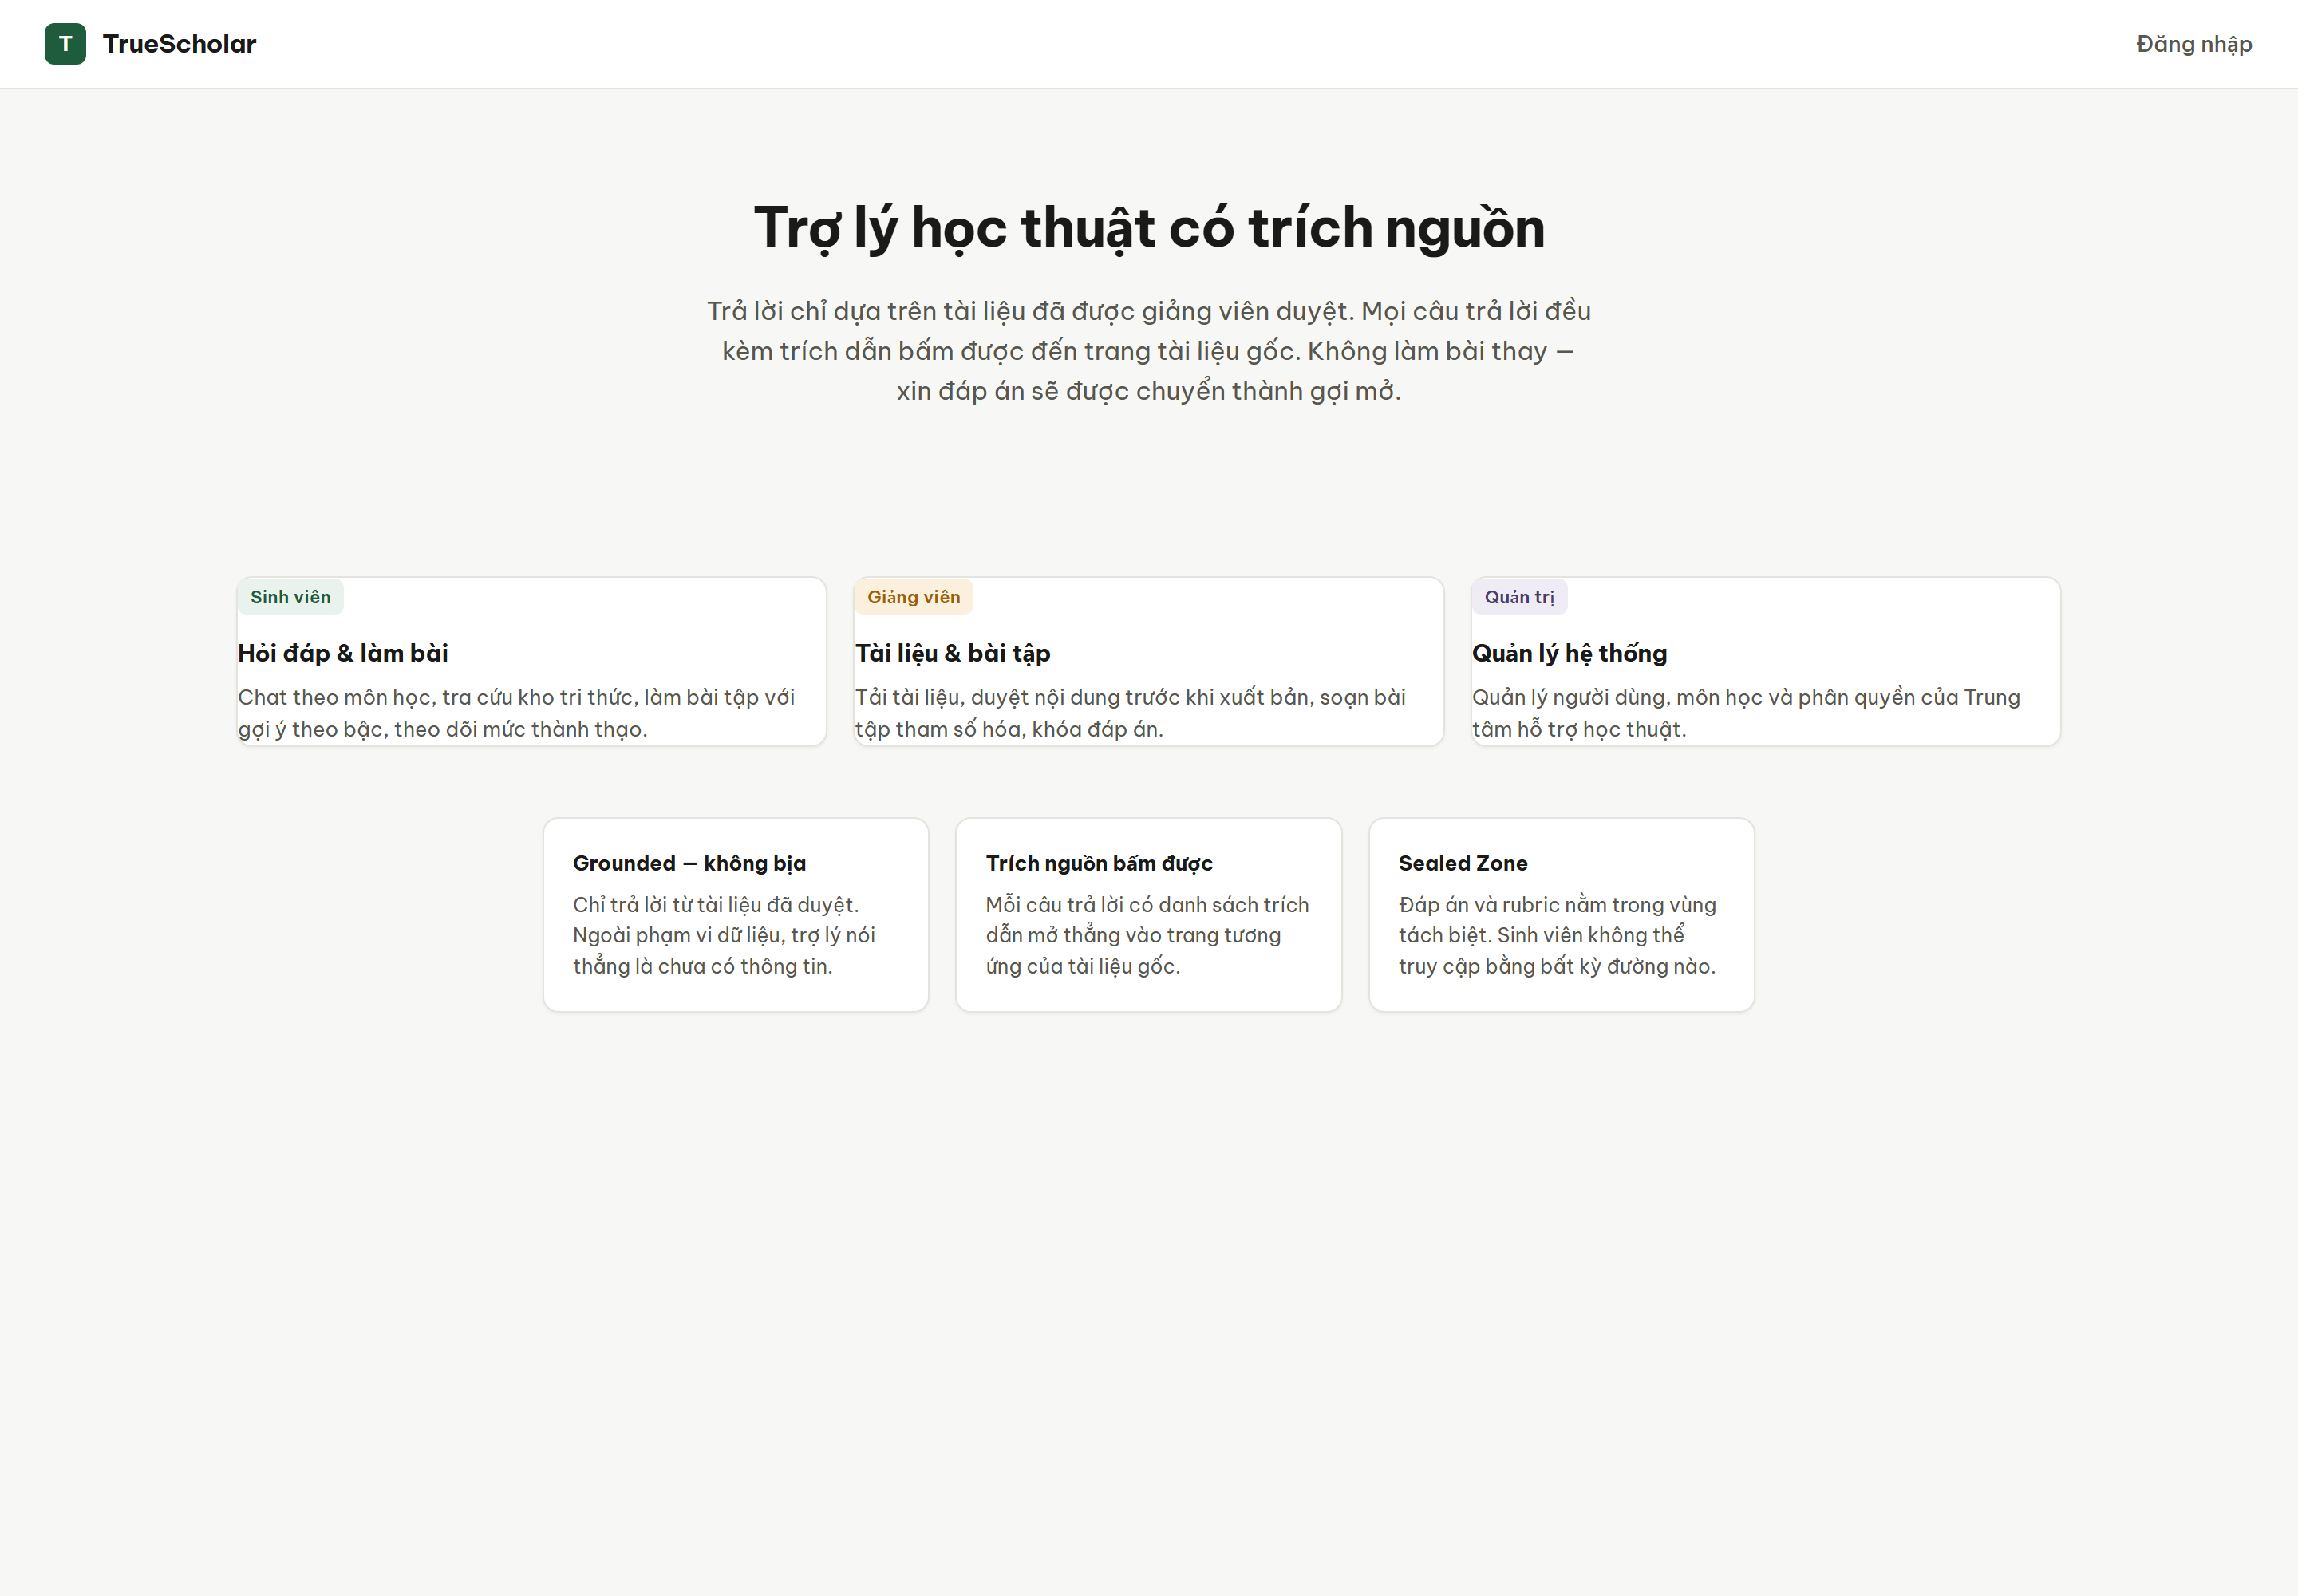 T TrueScholar
Đăng nhập
Trợ lý học thuật có trích nguồn
Trả lời chỉ dựa trên tài liệu đã được giảng viên duyệt. Mọi câu trả lời đều
kèm trích dẫn bấm được đến trang tài liệu gốc. Không làm bài thay —
xin đáp án sẽ được chuyển thành gợi mở.
Sinh viên
Hỏi đáp & làm bài
Chat theo môn học, tra cứu kho tri thức, làm bài tập với
gợi ý theo bậc, theo dõi mức thành thạo.
Giảng viên
Tài liệu & bài tập
Tải tài liệu, duyệt nội dung trước khi xuất bản, soạn bài
tập tham số hóa, khóa đáp án.
Quản trị
Quản lý hệ thống
Quản lý người dùng, môn học và phân quyền của Trung
tâm hỗ trợ học thuật.
Grounded — không bịa
Chỉ trả lời từ tài liệu đã duyệt.
Ngoài phạm vi dữ liệu, trợ lý nói
thẳng là chưa có thông tin.
Trích nguồn bấm được
Mỗi câu trả lời có danh sách trích
dẫn mở thẳng vào trang tương
ứng của tài liệu gốc.
Sealed Zone
Đáp án và rubric nằm trong vùng
tách biệt. Sinh viên không thể
truy cập bằng bất kỳ đường nào.